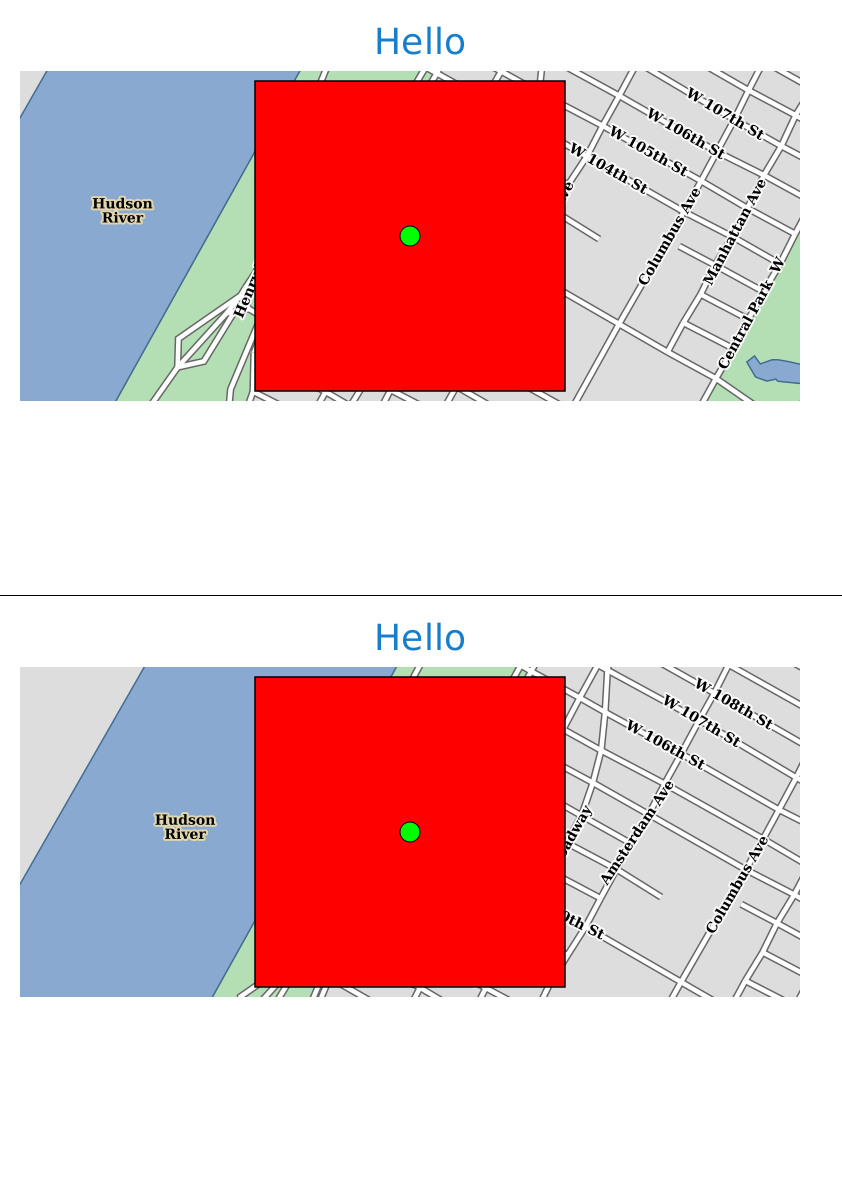 Hello
W 107th St
W 106th St
W 105th St
W 104th St
Hudson
River
Columbus Ave
Manhattan Ave
Central Park W
Hello
W 108th St
W 107th St
W 106th St
Hudson
River
Amsterdam Ave
Columbus Ave